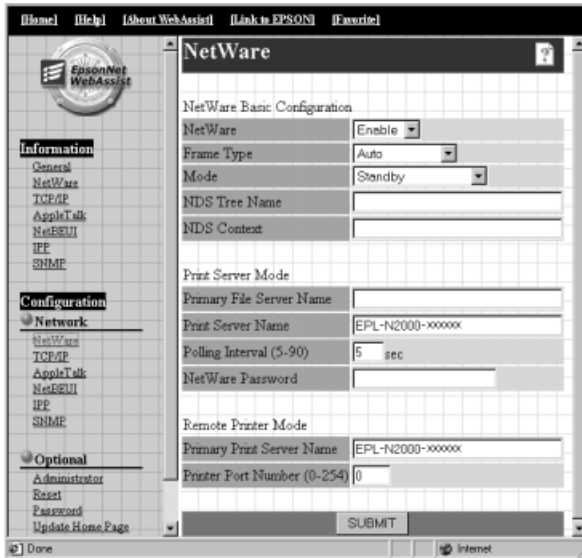 [Home] [Help] [About WebAssist] [Link to EPSON] [Favorite]
EpsonNet
WebAssist
Information
General
NetWare
TCP/IP
AppleTalk
NetBEUI
IPP
SNMP
Configuration
Network
NetWare
TCP/IP
AppleTalk
NetBEUI
IPP
SNMP
Optional
Administrator
Reset
Password
Update Home Page
NetWare
?
NetWare Basic Configuration
NetWare Enable
Frame Type Auto
Mode Standby
NDS Tree Name
NDS Context
Print Server Mode
Primary File Server Name
Print Server Name EPL-N2000-xxxxxx
Polling Interval (5-90) 5 sec
NetWare Password
Remote Printer Mode
Primary Print Server Name EPL-N2000-xxxxxx
Printer Port Number (0-254) 0
SUBMIT
Done Internet